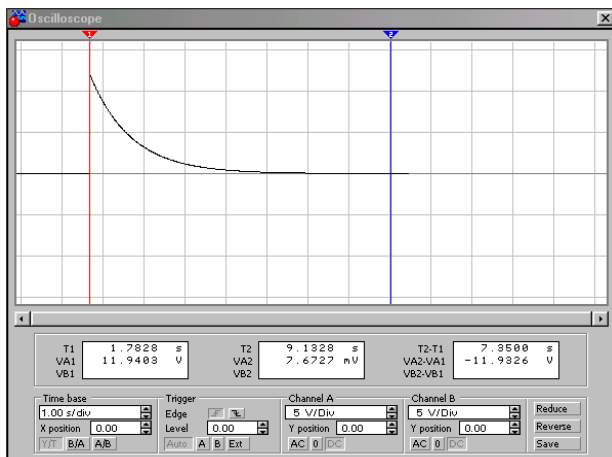 Oscilloscope
1 2
T1 1.7828 s T2 9.1328 s T2-T1 7.3500 s
VA1 11.9403 V VA2 7.6727 mV VA2-VA1 -11.9326 V
VB1 VB2 VB2-VB1
Time base Trigger Channel A Channel B
1.00 s/div Edge 5 V/Div 5 V/Div Reduce
X position 0.00 Level 0.00 Y position 0.00 Y position 0.00 Reverse
Y/T B/A A/B Auto A B Ext AC 0 DC AC 0 DC Save